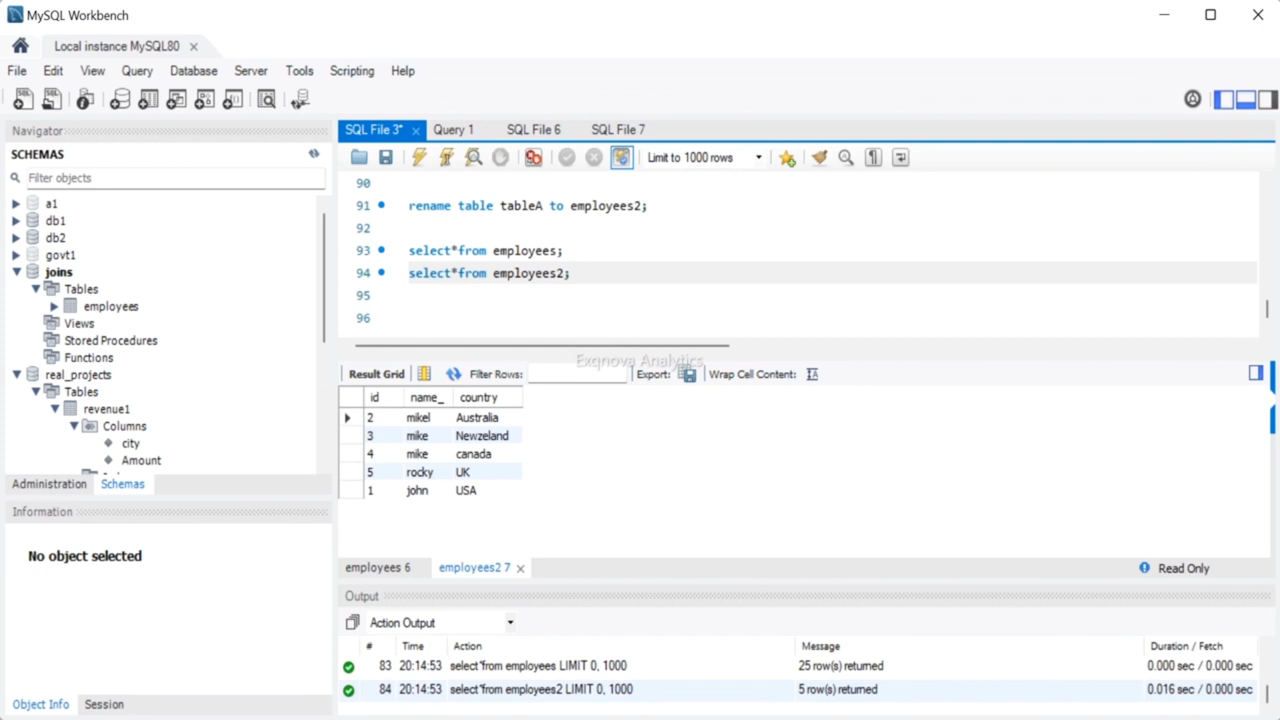 MySQL Workbench
Local instance MySQL80
File Edit View Query Database Server Tools Scripting Help
Navigator
SCHEMAS
Filter objects
a1
db1
db2
govt1
joins
Tables
employees
Views
Stored Procedures
Functions
real_projects
Tables
revenue1
Columns
city
Amount
Administration Schemas
Information
No object selected
Object Info Session
SQL File 3* Query 1 SQL File 6 SQL File 7
Limit to 1000 rows
90
91 rename table tableA to employees2;
92
93 select*from employees;
94 select*from employees2;
95
96
Exqnova Analytics
Result Grid Filter Rows: Export: Wrap Cell Content:
id name_ country
2 mikel Australia
3 mike Newzeland
4 mike canada
5 rocky UK
1 john USA
employees 6 employees2 7 Read Only
Output
Action Output
# Time Action Message Duration / Fetch
83 20:14:53 select*from employees LIMIT 0, 1000 25 row(s) returned 0.000 sec / 0.000 sec
84 20:14:53 select*from employees2 LIMIT 0, 1000 5 row(s) returned 0.016 sec / 0.000 sec